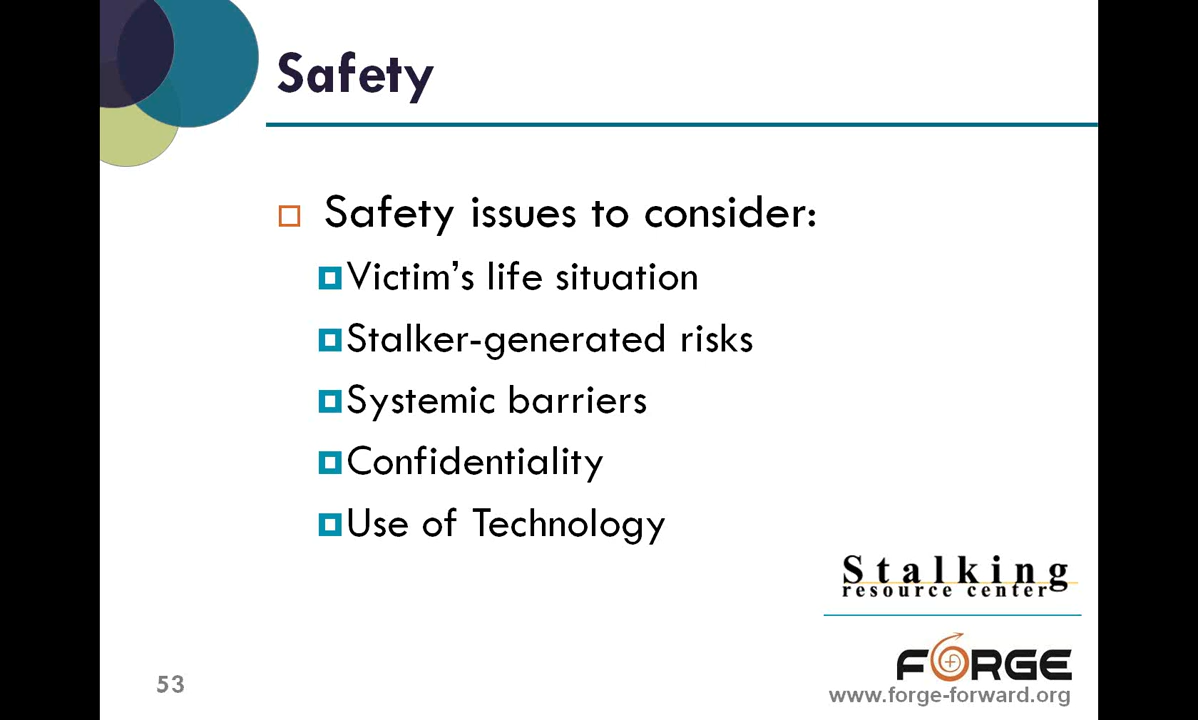 Safety
Safety issues to consider:
Victim’s life situation
Stalker-generated risks
Systemic barriers
Confidentiality
Use of Technology
Stalking
resource center
FORGE
www.forge-forward.org
53